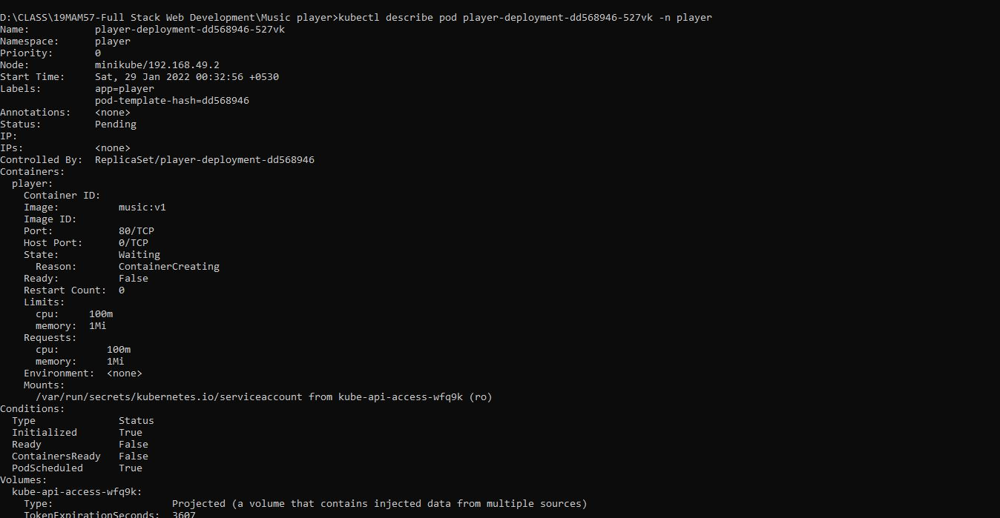 D:\CLASS\19MAM57-Full Stack Web Development\Music player>kubectl describe pod player-deployment-dd568946-527vk -n player
Name:         player-deployment-dd568946-527vk
Namespace:    player
Priority:     0
Node:         minikube/192.168.49.2
Start Time:   Sat, 29 Jan 2022 00:32:56 +0530
Labels:       app=player
              pod-template-hash=dd568946
Annotations:  <none>
Status:       Pending
IP:
IPs:          <none>
Controlled By:  ReplicaSet/player-deployment-dd568946
Containers:
  player:
    Container ID:
    Image:          music:v1
    Image ID:
    Port:           80/TCP
    Host Port:      0/TCP
    State:          Waiting
      Reason:       ContainerCreating
    Ready:          False
    Restart Count:  0
    Limits:
      cpu:     100m
      memory:  1Mi
    Requests:
      cpu:        100m
      memory:     1Mi
    Environment:  <none>
    Mounts:
      /var/run/secrets/kubernetes.io/serviceaccount from kube-api-access-wfq9k (ro)
Conditions:
  Type              Status
  Initialized       True
  Ready             False
  ContainersReady   False
  PodScheduled      True
Volumes:
  kube-api-access-wfq9k:
    Type:                    Projected (a volume that contains injected data from multiple sources)
    TokenExpirationSeconds:  3607